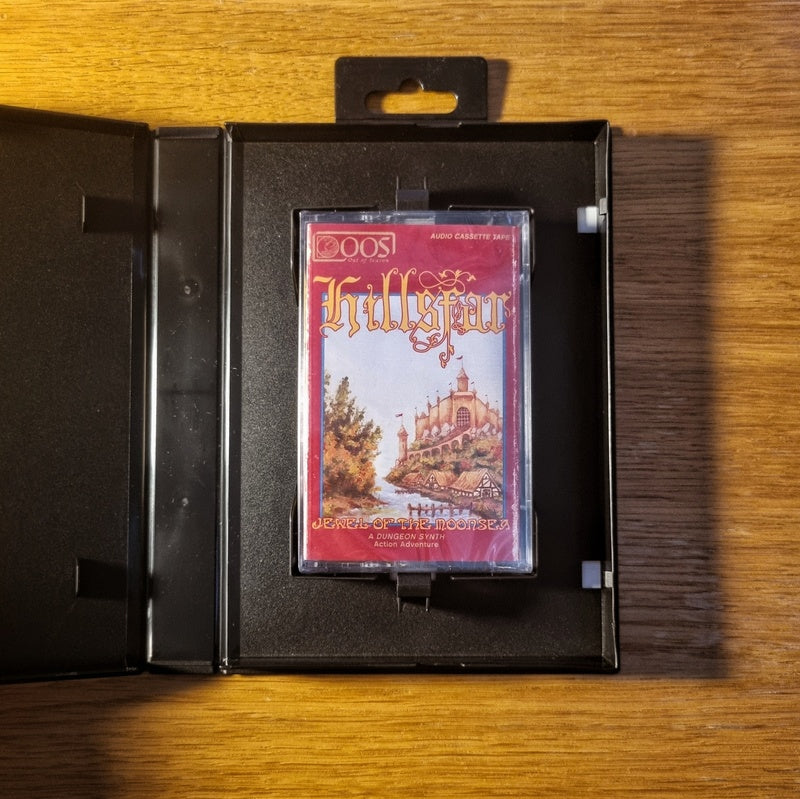 OOS
Out of Season
AUDIO CASSETTE TAPE
Hillsfar
JEWEL OF THE MOONSEA
A DUNGEON SYNTH
Action Adventure